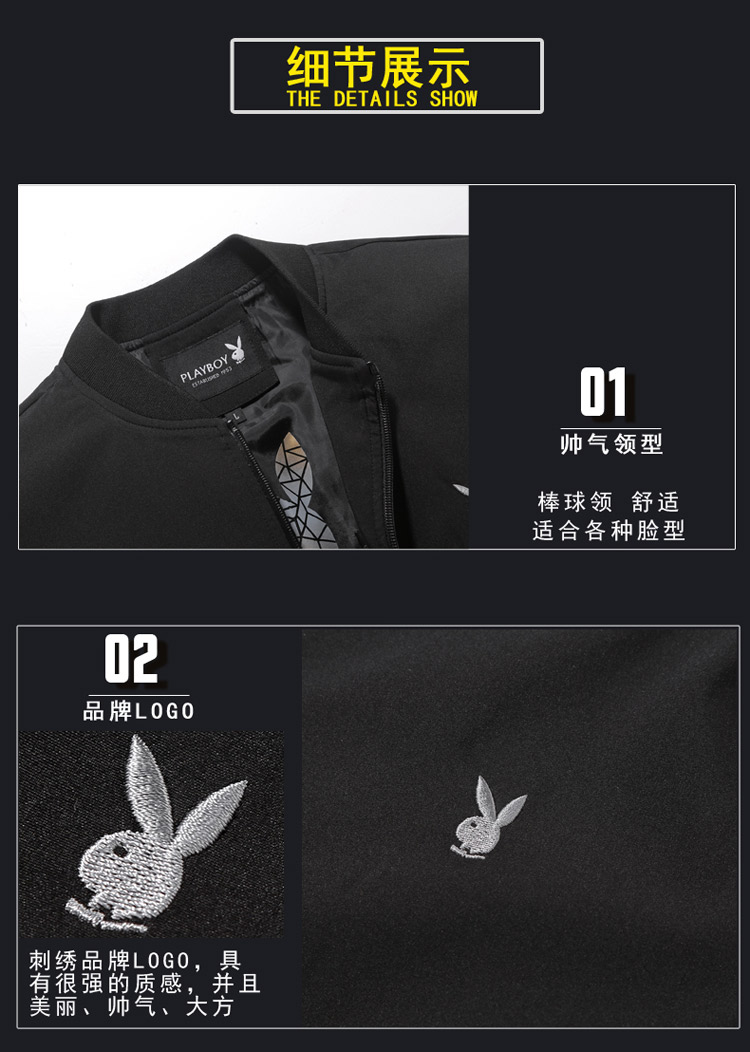 细节展示
THE DETAILS SHOW
PLAYBOY
ESTABLISHED 1953
L
01
帅气领型
棒球领 舒适
适合各种脸型
02
品牌LOGO
刺绣品牌LOGO，具
有很强的质感，并且
美丽、帅气、大方